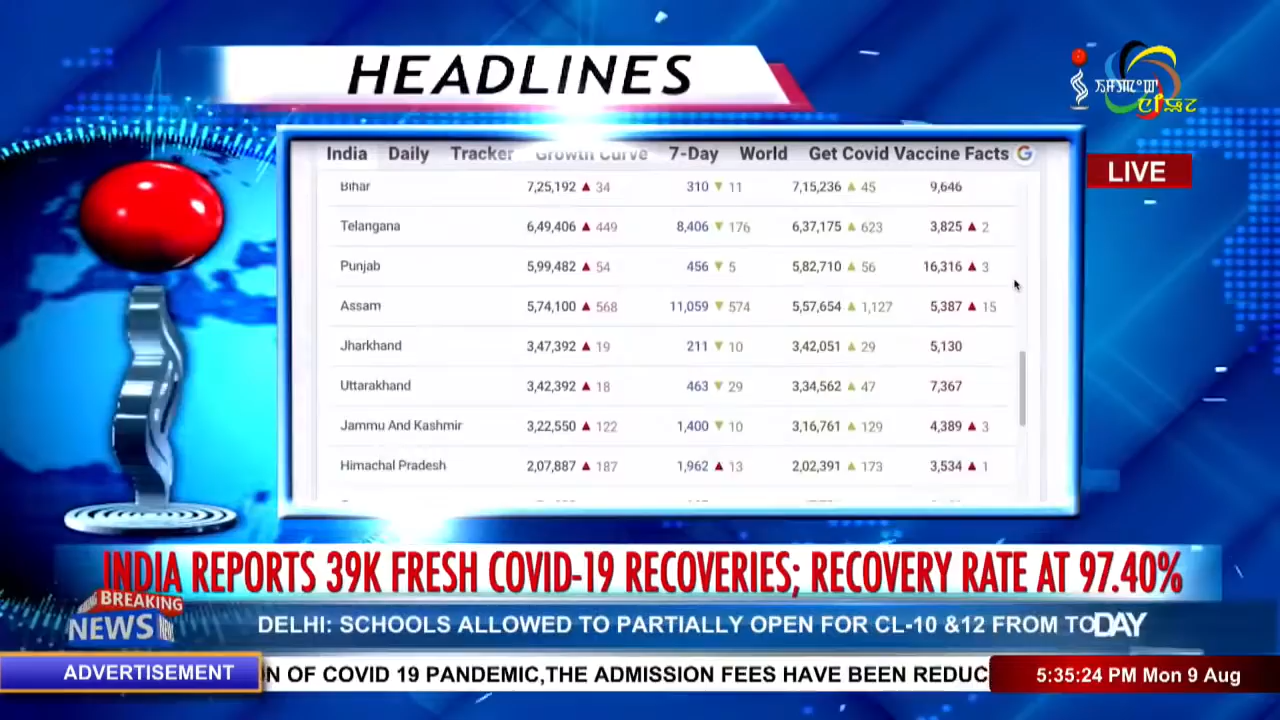 HEADLINES
India Daily Tracker Growth Curve 7-Day World Get Covid Vaccine Facts G
LIVE
Bihar 7,25,192 ▲ 34 310 ▼ 11 7,15,236 ▲ 45 9,646
Telangana 6,49,406 ▲ 449 8,406 ▼ 176 6,37,175 ▲ 623 3,825 ▲ 2
Punjab 5,99,482 ▲ 54 456 ▼ 5 5,82,710 ▲ 56 16,316 ▲ 3
Assam 5,74,100 ▲ 568 11,059 ▼ 574 5,57,654 ▲ 1,127 5,387 ▲ 15
Jharkhand 3,47,392 ▲ 19 211 ▼ 10 3,42,051 ▲ 29 5,130
Uttarakhand 3,42,392 ▲ 18 463 ▼ 29 3,34,562 ▲ 47 7,367
Jammu And Kashmir 3,22,550 ▲ 122 1,400 ▼ 10 3,16,761 ▲ 129 4,389 ▲ 3
Himachal Pradesh 2,07,887 ▲ 187 1,962 ▲ 13 2,02,391 ▲ 173 3,534 ▲ 1
INDIA REPORTS 39K FRESH COVID-19 RECOVERIES; RECOVERY RATE AT 97.40%
BREAKING
NEWS
DELHI: SCHOOLS ALLOWED TO PARTIALLY OPEN FOR CL-10 &12 FROM TODAY
ADVERTISEMENT
N OF COVID 19 PANDEMIC,THE ADMISSION FEES HAVE BEEN REDUC
5:35:24 PM Mon 9 Aug